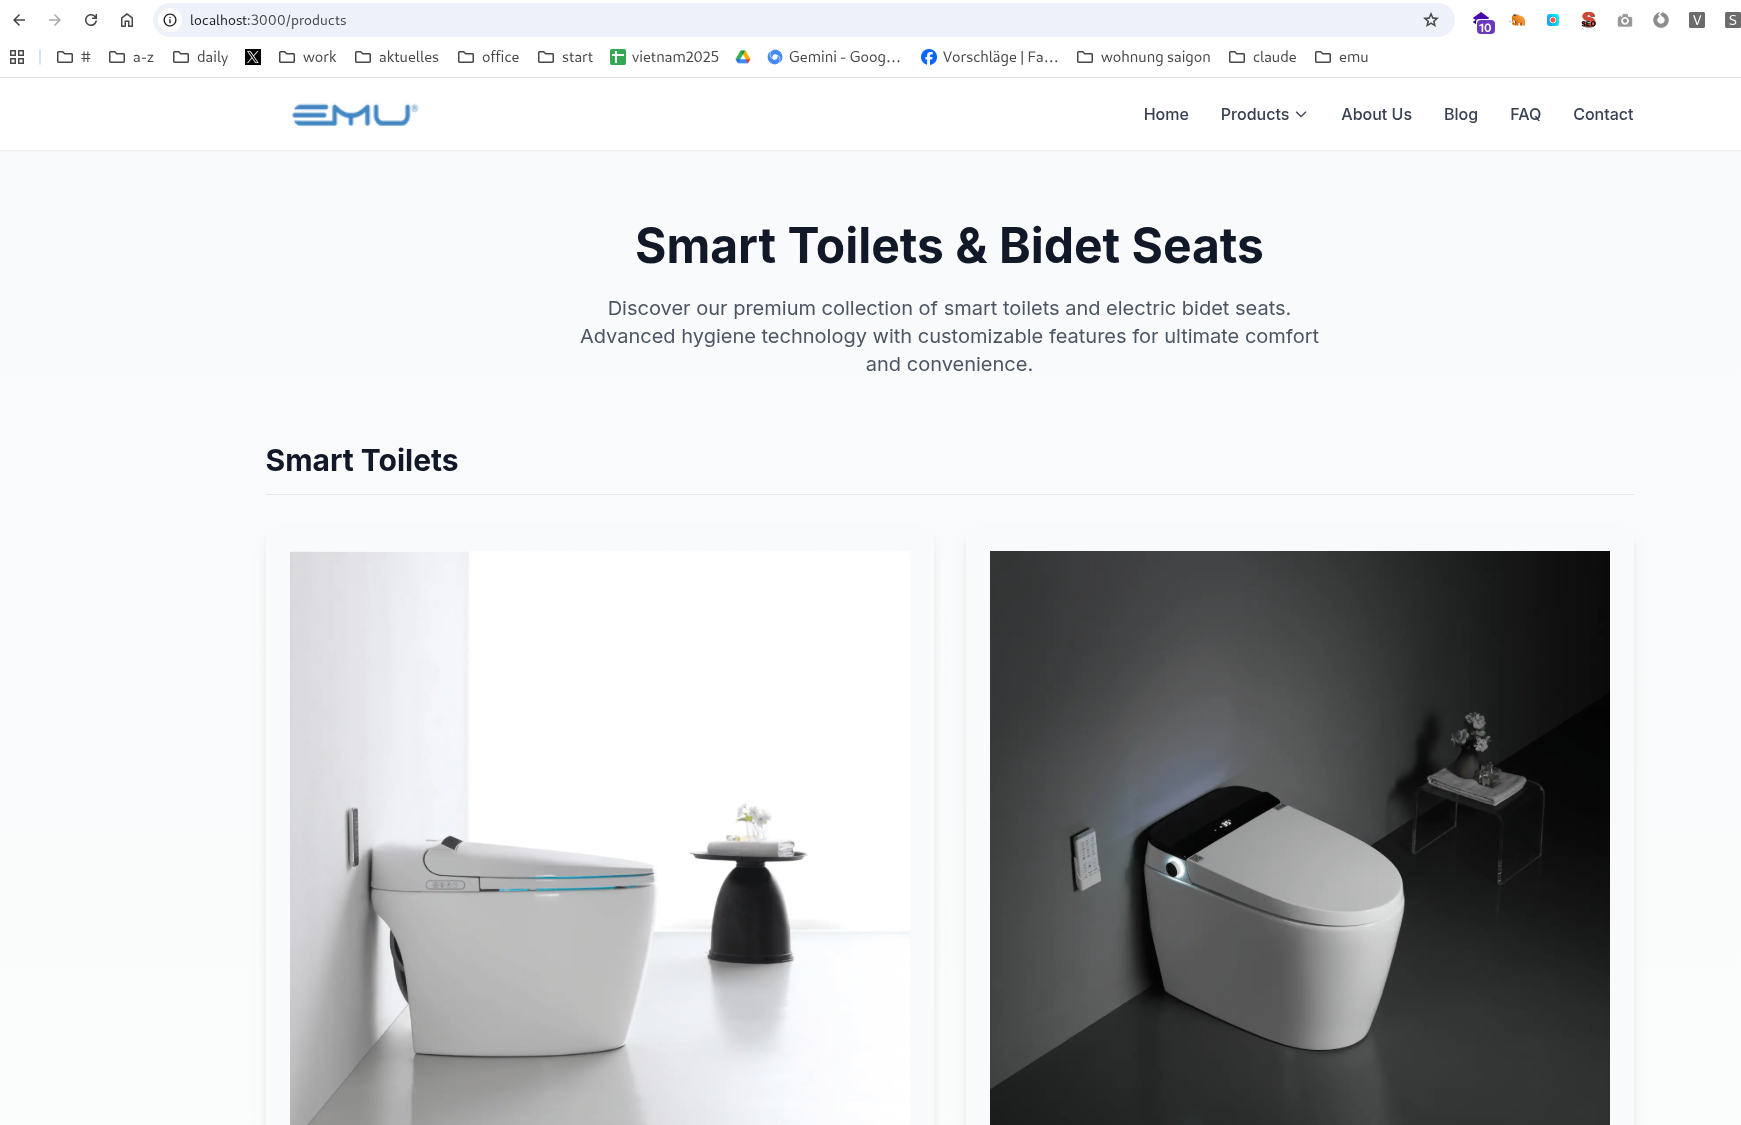 localhost:3000/products
10
SEO
V
S
#
a-z
daily
work
aktuelles
office
start
vietnam2025
Gemini - Goog...
Vorschläge | Fa...
wohnung saigon
claude
emu
EMU®
Home
Products
About Us
Blog
FAQ
Contact
Smart Toilets & Bidet Seats
Discover our premium collection of smart toilets and electric bidet seats.
Advanced hygiene technology with customizable features for ultimate comfort
and convenience.
Smart Toilets